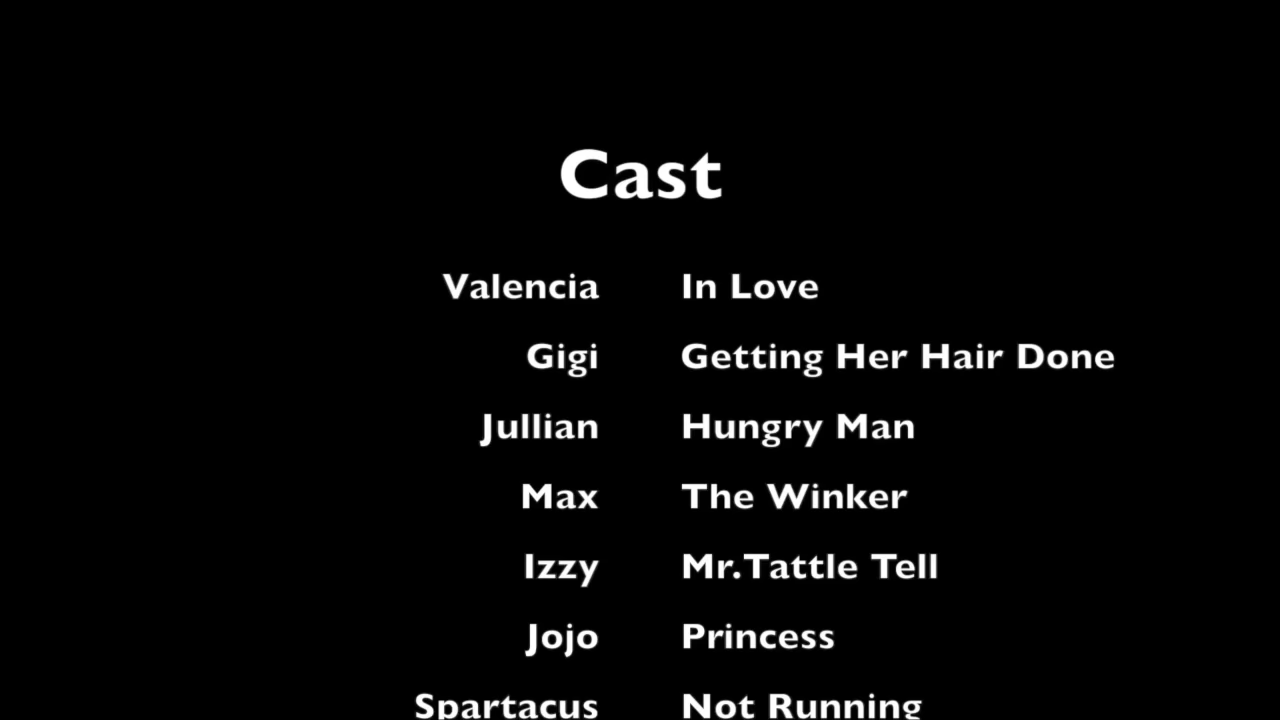 Cast
Valencia In Love
Gigi Getting Her Hair Done
Jullian Hungry Man
Max The Winker
Izzy Mr.Tattle Tell
Jojo Princess
Spartacus Not Running